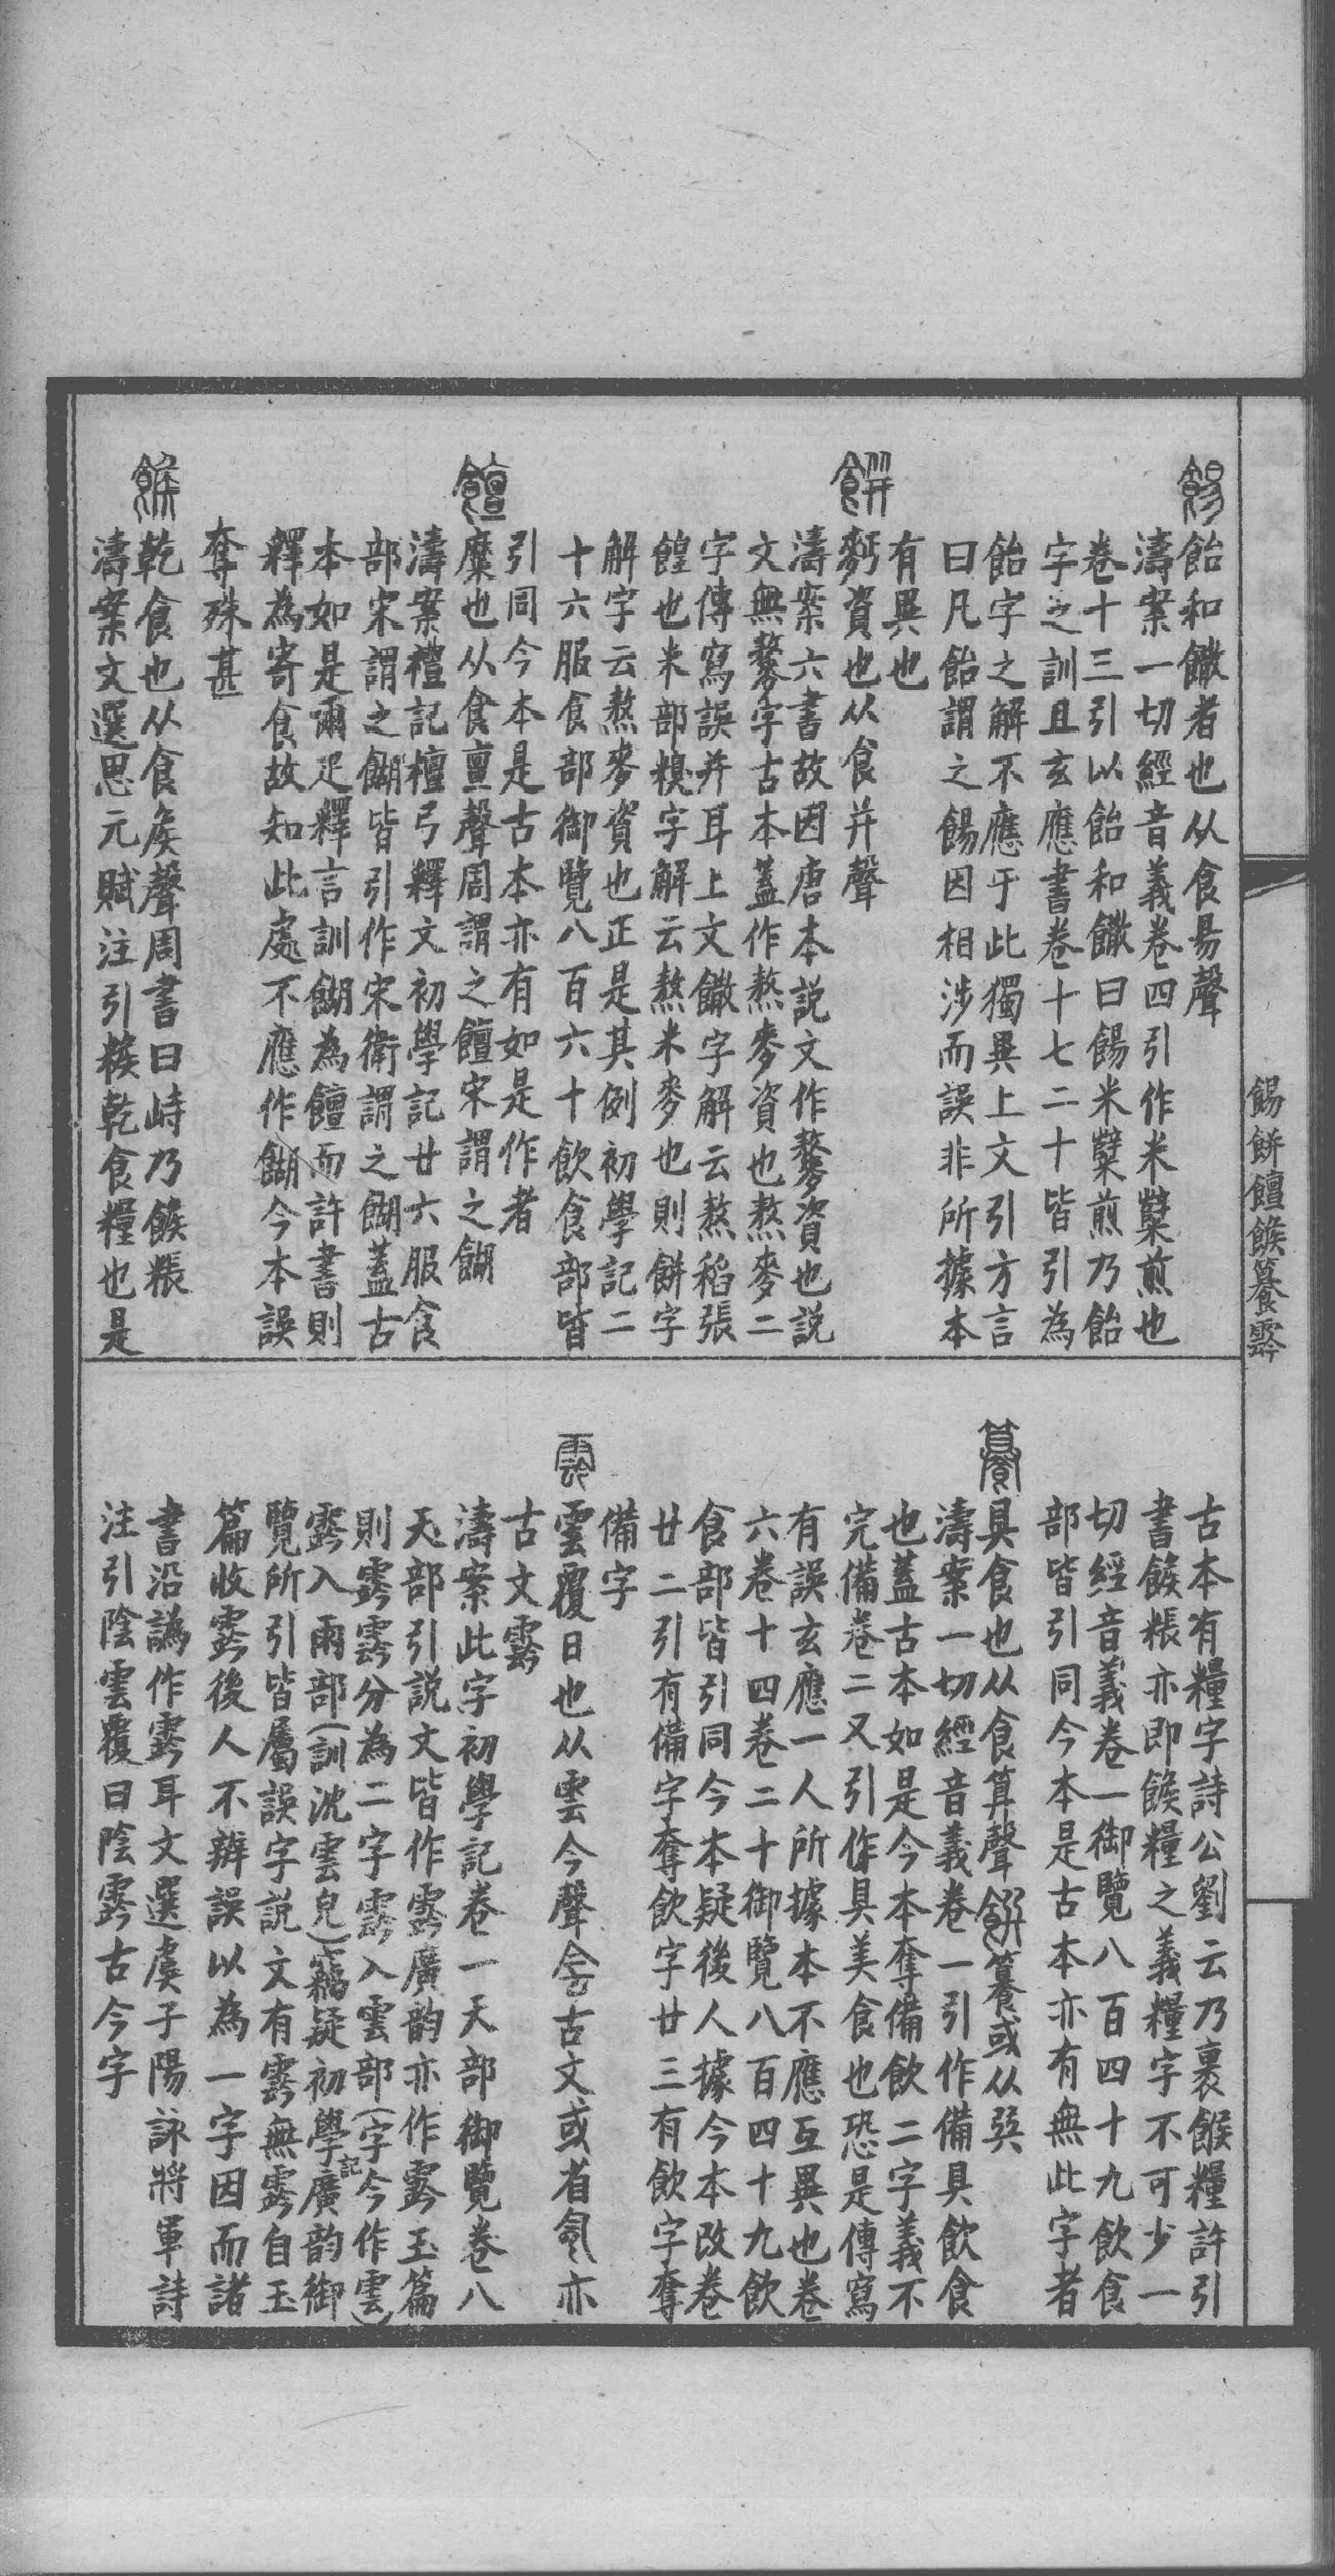 餳餅饘餱籑霒
餳
飴和饊者也从食昜聲
濤案一切經音義卷四引作米糱煎也
卷十三引以飴和饊曰餳米糱煎乃飴
字之訓且玄應書卷十七二十皆引為
飴字之解不應于此獨異上文引方言
曰凡飴謂之餳因相涉而誤非所據本
有異也
餅
麪餈也从食并聲
濤案六書故因唐本說文作䵅餈也說
文無䵅字古本蓋作熬麥餈也熬麥二
字傳寫誤并耳上文饊字解云熬稻張
餭也米部糗字解云熬米麥也則餅字
解字云熬麥餈也正是其例初學記二
十六服食部御覽八百六十飲食部皆
引同今本是古本亦有如是作者
饘
糜也从食亶聲周謂之饘宋謂之餬
濤案禮記檀弓釋文初學記廿六服食
部宋謂之餬皆引作宋衛謂之餬蓋古
本如是爾疋釋言訓餬為饘而許書則
釋為寄食故知此處不應作餬今本誤
奪殊甚
餱
乾食也从食矦聲周書曰峙乃餱粻
濤案文選思元賦注引糇乾食糧也是
古本有糧字詩公劉云乃裹餱糧許引
書餱粻亦即餱糧之義糧字不可少一
切經音義卷一御覽八百四十九飲食
部皆引同今本是古本亦有無此字者
籑
具食也从食算聲饌籑或从巽
濤案一切經音義卷一引作備具飲食
也蓋古本如是今本奪備飲二字義不
完備卷二又引作具美食也恐是傳寫
有誤玄應一人所據本不應互異也卷
六卷十四卷二十御覽八百四十九飲
食部皆引同今本疑後人據今本改卷
廿二引有備字奪飲字廿三有飲字奪
備字
霒
雲覆日也从雲今聲侌古文或省㑫亦
古文霒
濤案此字初學記卷一天部御覽卷八
天部引說文皆作霠廣韵亦作霠玉篇
則霠霒分為二字霒入雲部(字今作雲)
霠入雨部(訓沈雲皃)竊疑初學記廣韵御
覽所引皆屬誤字說文有霒無霠自玉
篇收霠後人不辨誤以為一字因而諸
書沿譌作霠耳文選虞子陽詠將軍詩
注引陰雲覆日陰霠古今字